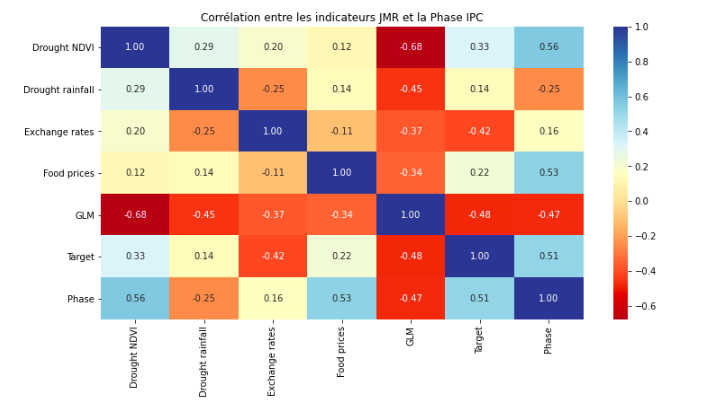 Corrélation entre les indicateurs JMR et la Phase IPC
Drought NDVI 1.00 0.29 0.20 0.12 -0.68 0.33 0.56
Drought rainfall 0.29 1.00 -0.25 0.14 -0.45 0.14 -0.25
Exchange rates 0.20 -0.25 1.00 -0.11 -0.37 -0.42 0.16
Food prices 0.12 0.14 -0.11 1.00 -0.34 0.22 0.53
GLM -0.68 -0.45 -0.37 -0.34 1.00 -0.48 -0.47
Target 0.33 0.14 -0.42 0.22 -0.48 1.00 0.51
Phase 0.56 -0.25 0.16 0.53 -0.47 0.51 1.00
Drought NDVI
Drought rainfall
Exchange rates
Food prices
GLM
Target
Phase
1.0
0.8
0.6
0.4
0.2
0.0
−0.2
−0.4
−0.6